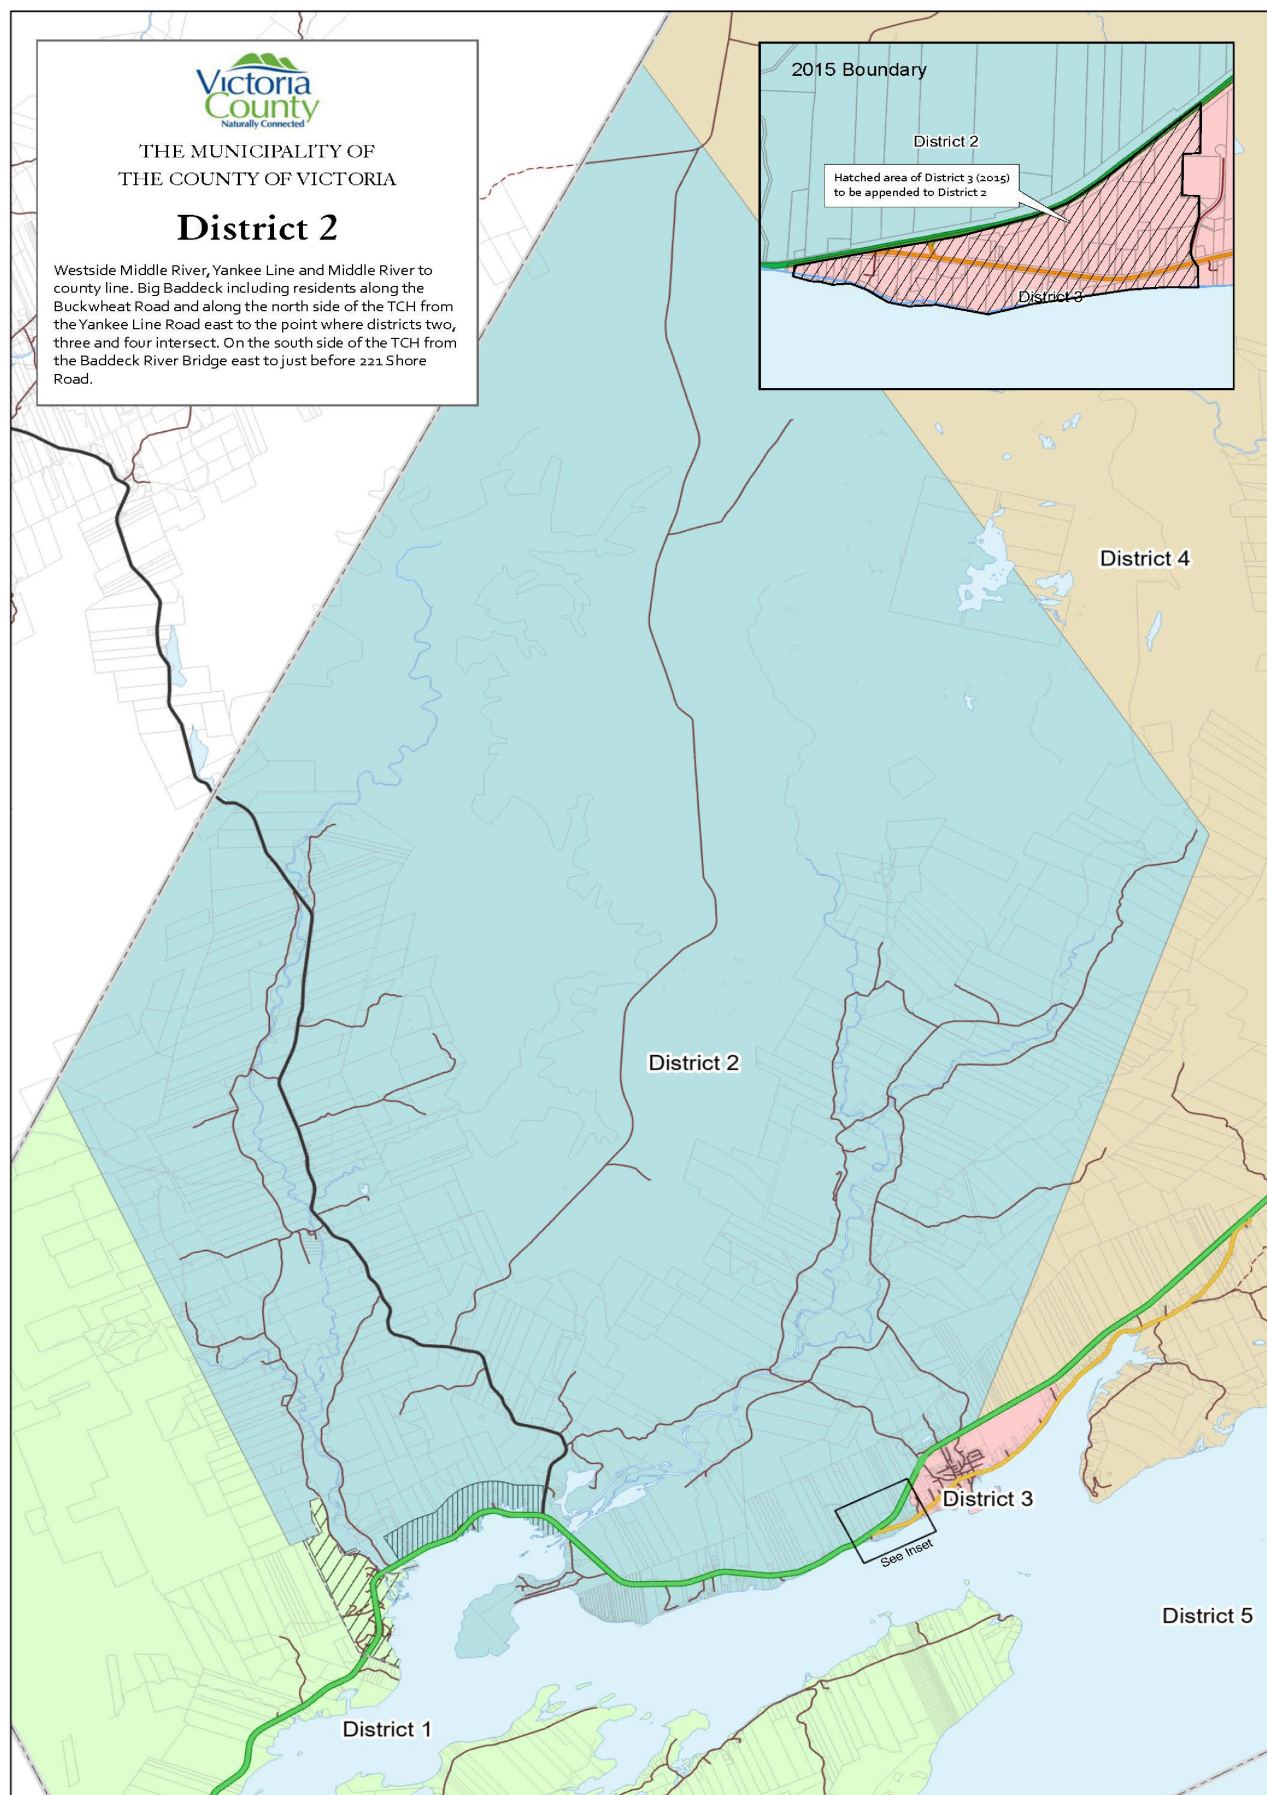 Victoria
County
Naturally Connected
THE MUNICIPALITY OF
THE COUNTY OF VICTORIA
District 2
Westside Middle River, Yankee Line and Middle River to
county line. Big Baddeck including residents along the
Buckwheat Road and along the north side of the TCH from
the Yankee Line Road east to the point where districts two,
three and four intersect. On the south side of the TCH from
the Baddeck River Bridge east to just before 221 Shore
Road.
2015 Boundary
District 2
Hatched area of District 3 (2015)
to be appended to District 2
District 3
District 4
District 2
District 3
See Inset
District 5
District 1